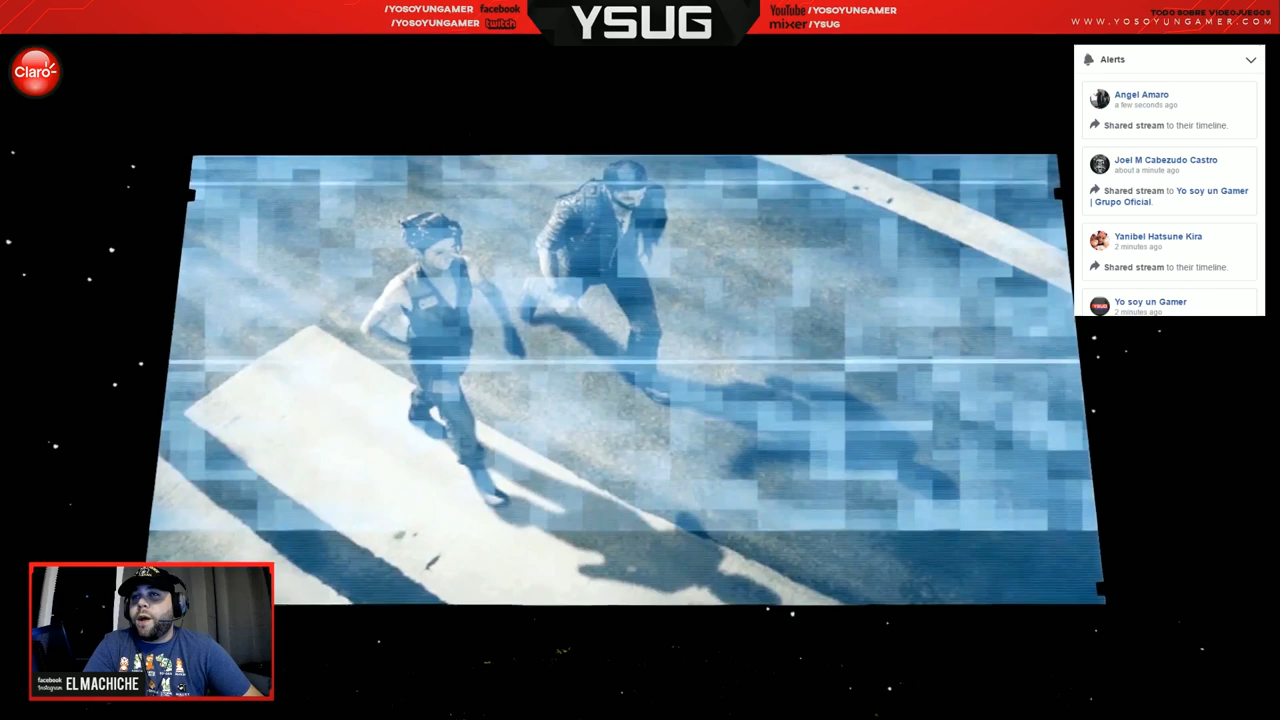 /YOSOYUNGAMER facebook
/YOSOYUNGAMER twitch
YSUG
YouTube /YOSOYUNGAMER
mixer /YSUG
TODO SOBRE VIDEOJUEGOS
WWW.YOSOYUNGAMER.COM
Claro
Alerts
Angel Amaro
a few seconds ago
Shared stream to their timeline.
Joel M Cabezudo Castro
about a minute ago
Shared stream to Yo soy un Gamer
| Grupo Oficial.
Yanibel Hatsune Kira
2 minutes ago
Shared stream to their timeline.
Yo soy un Gamer
2 minutes ago
YSUG
facebook
Instagram
EL MACHICHE